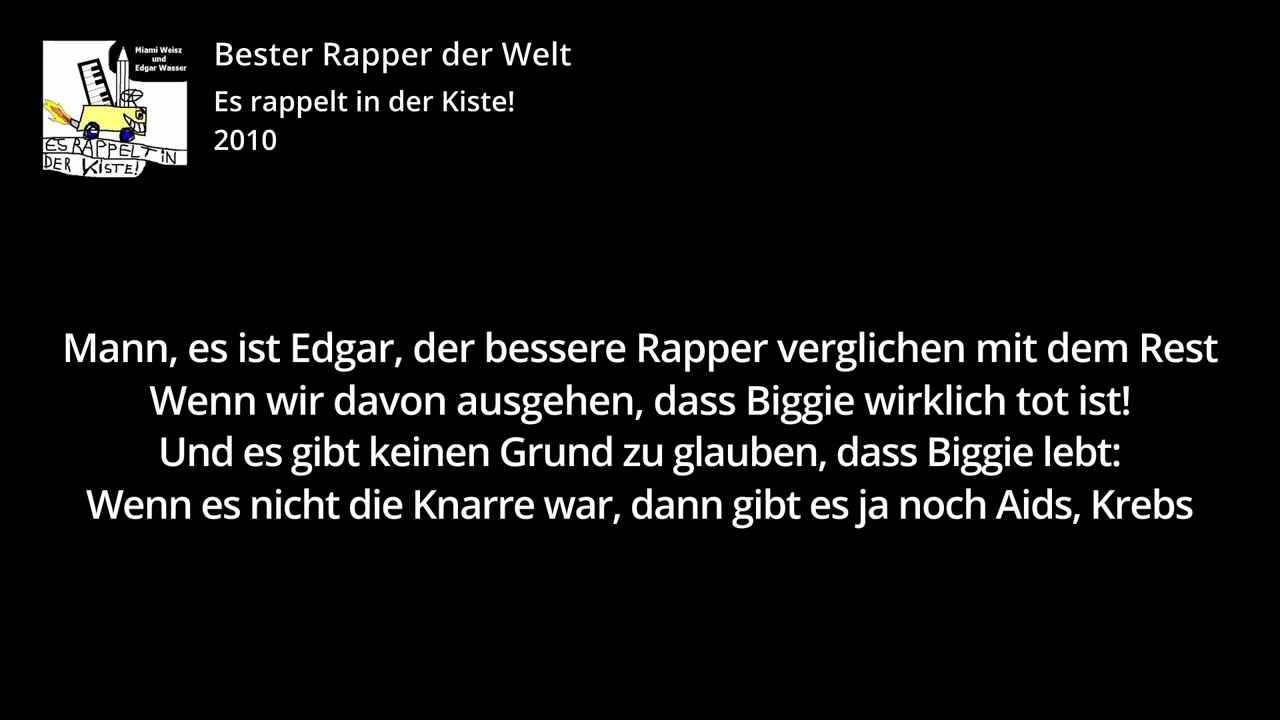 Miami Weisz
und
Edgar Wasser
ES RAPPELT IN
DER KISTE!
Bester Rapper der Welt
Es rappelt in der Kiste!
2010
Mann, es ist Edgar, der bessere Rapper verglichen mit dem Rest
Wenn wir davon ausgehen, dass Biggie wirklich tot ist!
Und es gibt keinen Grund zu glauben, dass Biggie lebt:
Wenn es nicht die Knarre war, dann gibt es ja noch Aids, Krebs